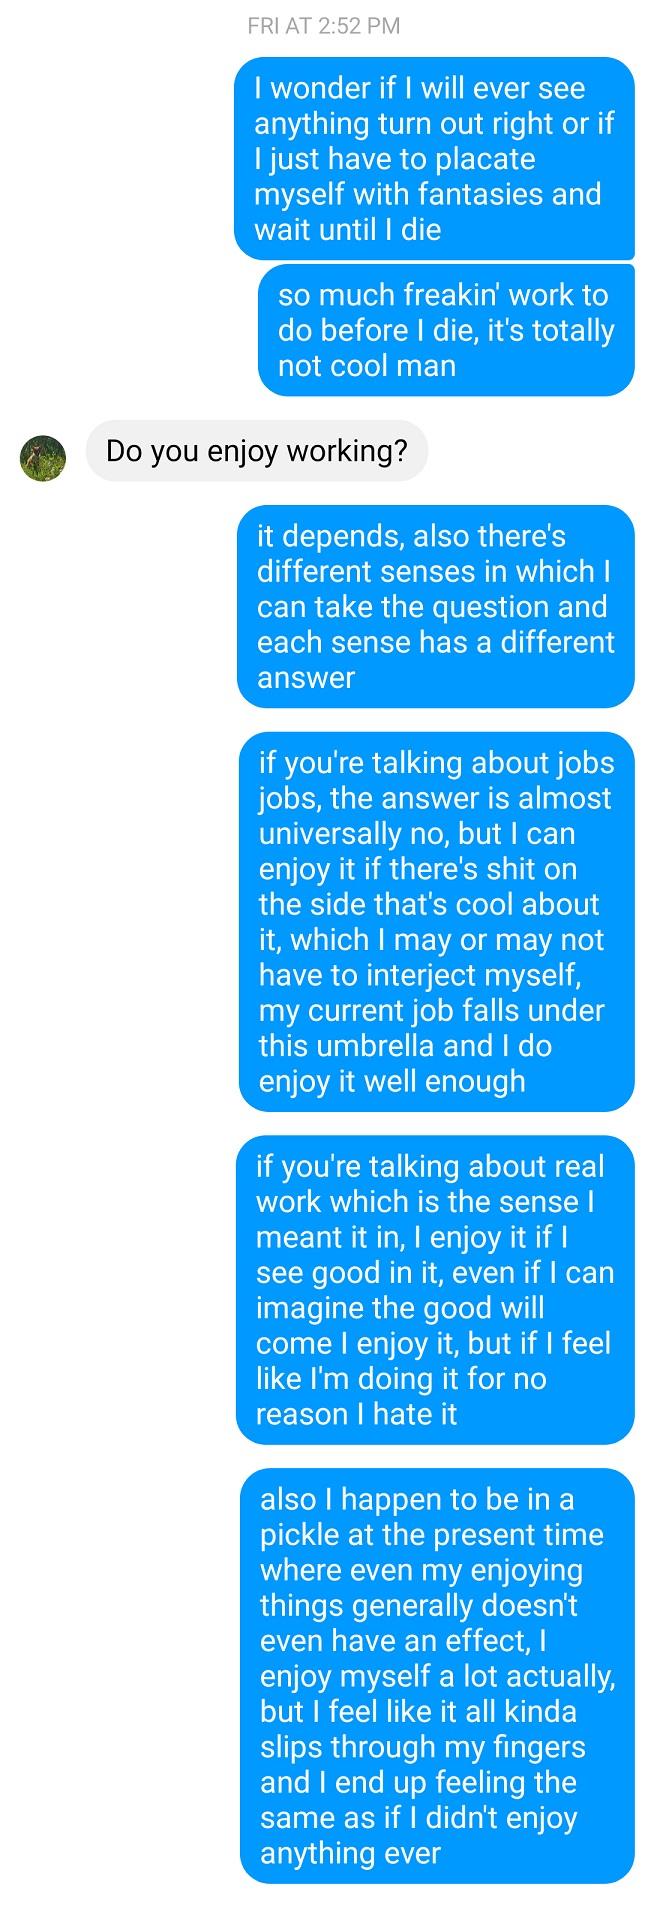 FRI AT 2:52 PM
I wonder if I will ever see
anything turn out right or if
I just have to placate
myself with fantasies and
wait until I die
so much freakin' work to
do before I die, it's totally
not cool man
Do you enjoy working?
it depends, also there's
different senses in which I
can take the question and
each sense has a different
answer
if you're talking about jobs
jobs, the answer is almost
universally no, but I can
enjoy it if there's shit on
the side that's cool about
it, which I may or may not
have to interject myself,
my current job falls under
this umbrella and I do
enjoy it well enough
if you're talking about real
work which is the sense I
meant it in, I enjoy it if I
see good in it, even if I can
imagine the good will
come I enjoy it, but if I feel
like I'm doing it for no
reason I hate it
also I happen to be in a
pickle at the present time
where even my enjoying
things generally doesn't
even have an effect, I
enjoy myself a lot actually,
but I feel like it all kinda
slips through my fingers
and I end up feeling the
same as if I didn't enjoy
anything ever